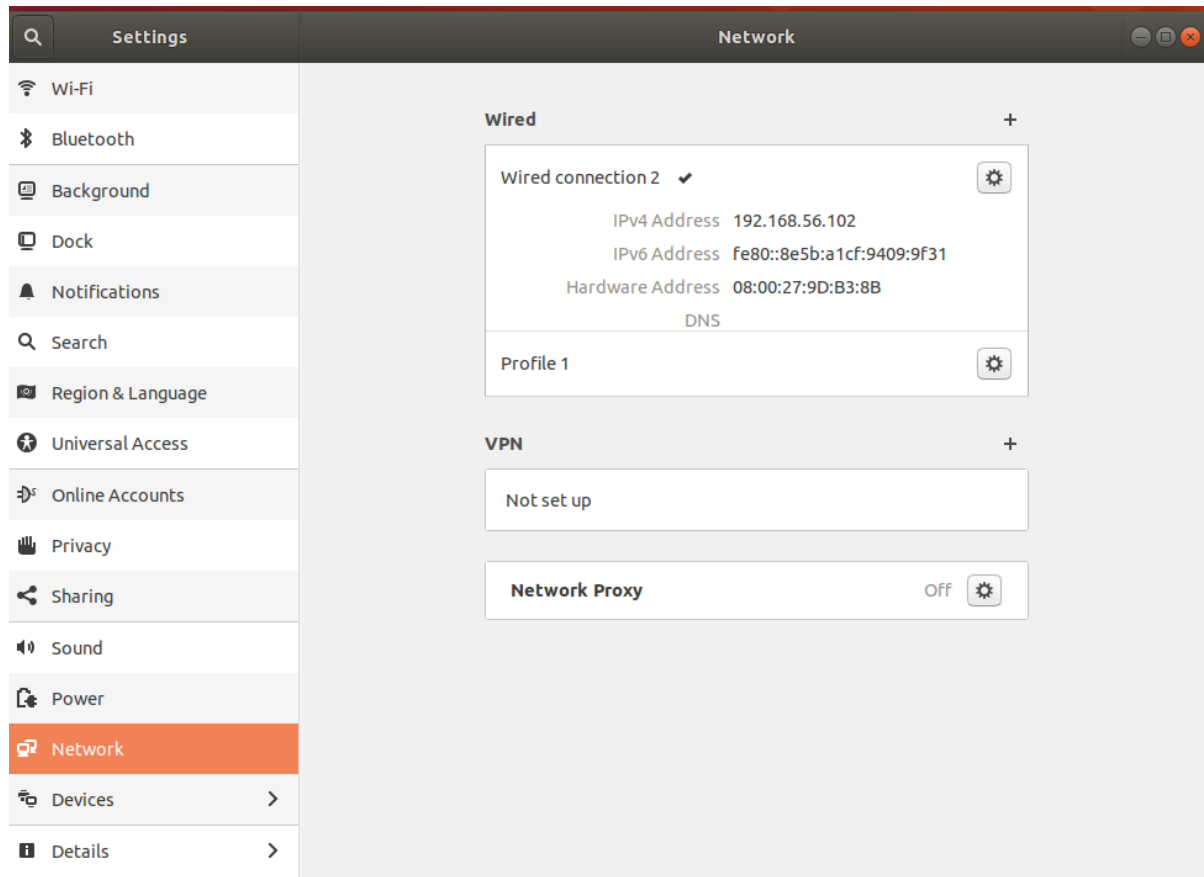 Settings
Network
Wi-Fi
Bluetooth
Background
Dock
Notifications
Search
Region & Language
Universal Access
Online Accounts
Privacy
Sharing
Sound
Power
Network
Devices
Details
Wired
Wired connection 2
IPv4 Address 192.168.56.102
IPv6 Address fe80::8e5b:a1cf:9409:9f31
Hardware Address 08:00:27:9D:B3:8B
DNS
Profile 1
VPN
Not set up
Network Proxy Off